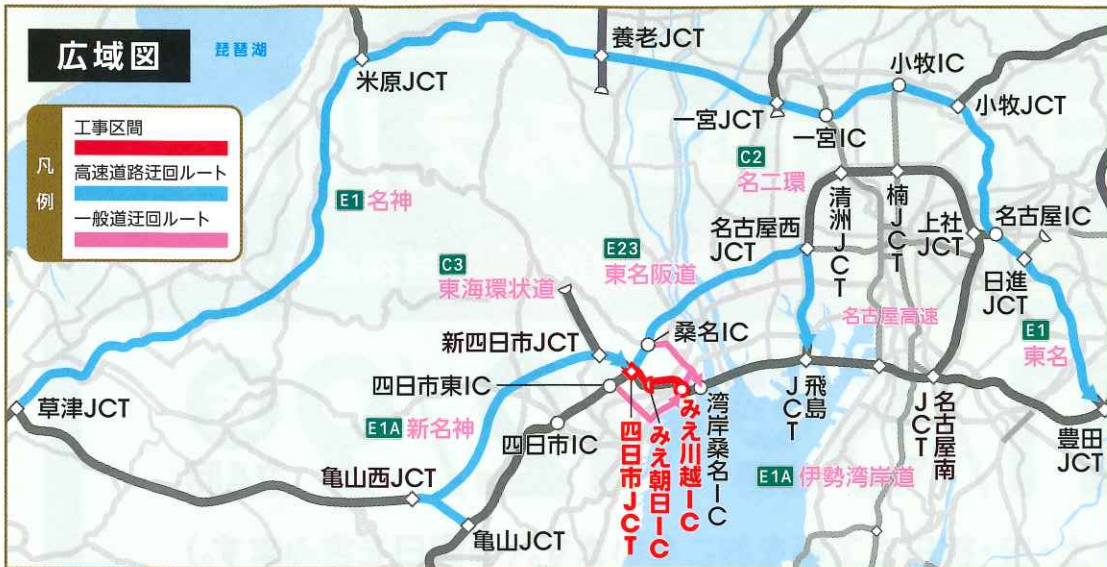 広域図
琵琶湖
凡例
工事区間
高速道路迂回ルート
一般道迂回ルート
米原JCT
養老JCT
小牧IC
小牧JCT
一宮JCT
一宮IC
E1 名神
C2
名二環
清洲JCT
楠JCT
上社JCT
名古屋IC
日進JCT
E1
東名
名古屋西JCT
C3
東海環状道
E23
東名阪道
名古屋高速
新四日市JCT
桑名IC
四日市東IC
草津JCT
E1A 新名神
四日市IC
四日市JCT
みえ朝日IC
みえ川越IC
湾岸桑名IC
飛島JCT
名古屋南JCT
豊田JCT
E1A 伊勢湾岸道
亀山西JCT
亀山JCT